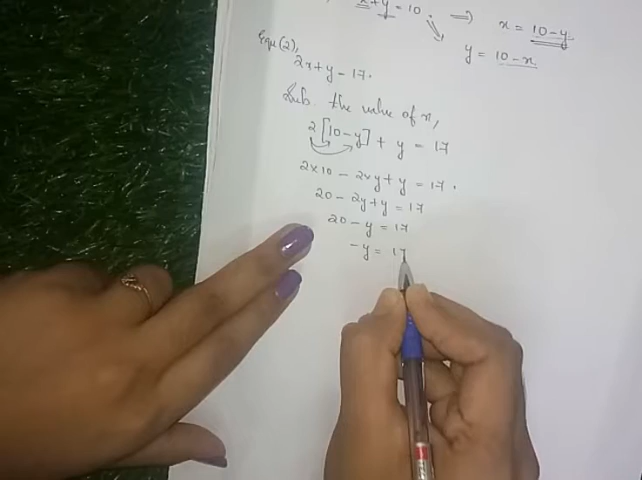 x+y = 10. ⇒ x = 10-y
y = 10-x
Equ(2),
2x+y - 17.
Sub. the value of x,
2[10-y] + y = 17
2×10 - 2×y+y = 17.
20 - 2y+y = 17
20 - y = 17
-y = 17